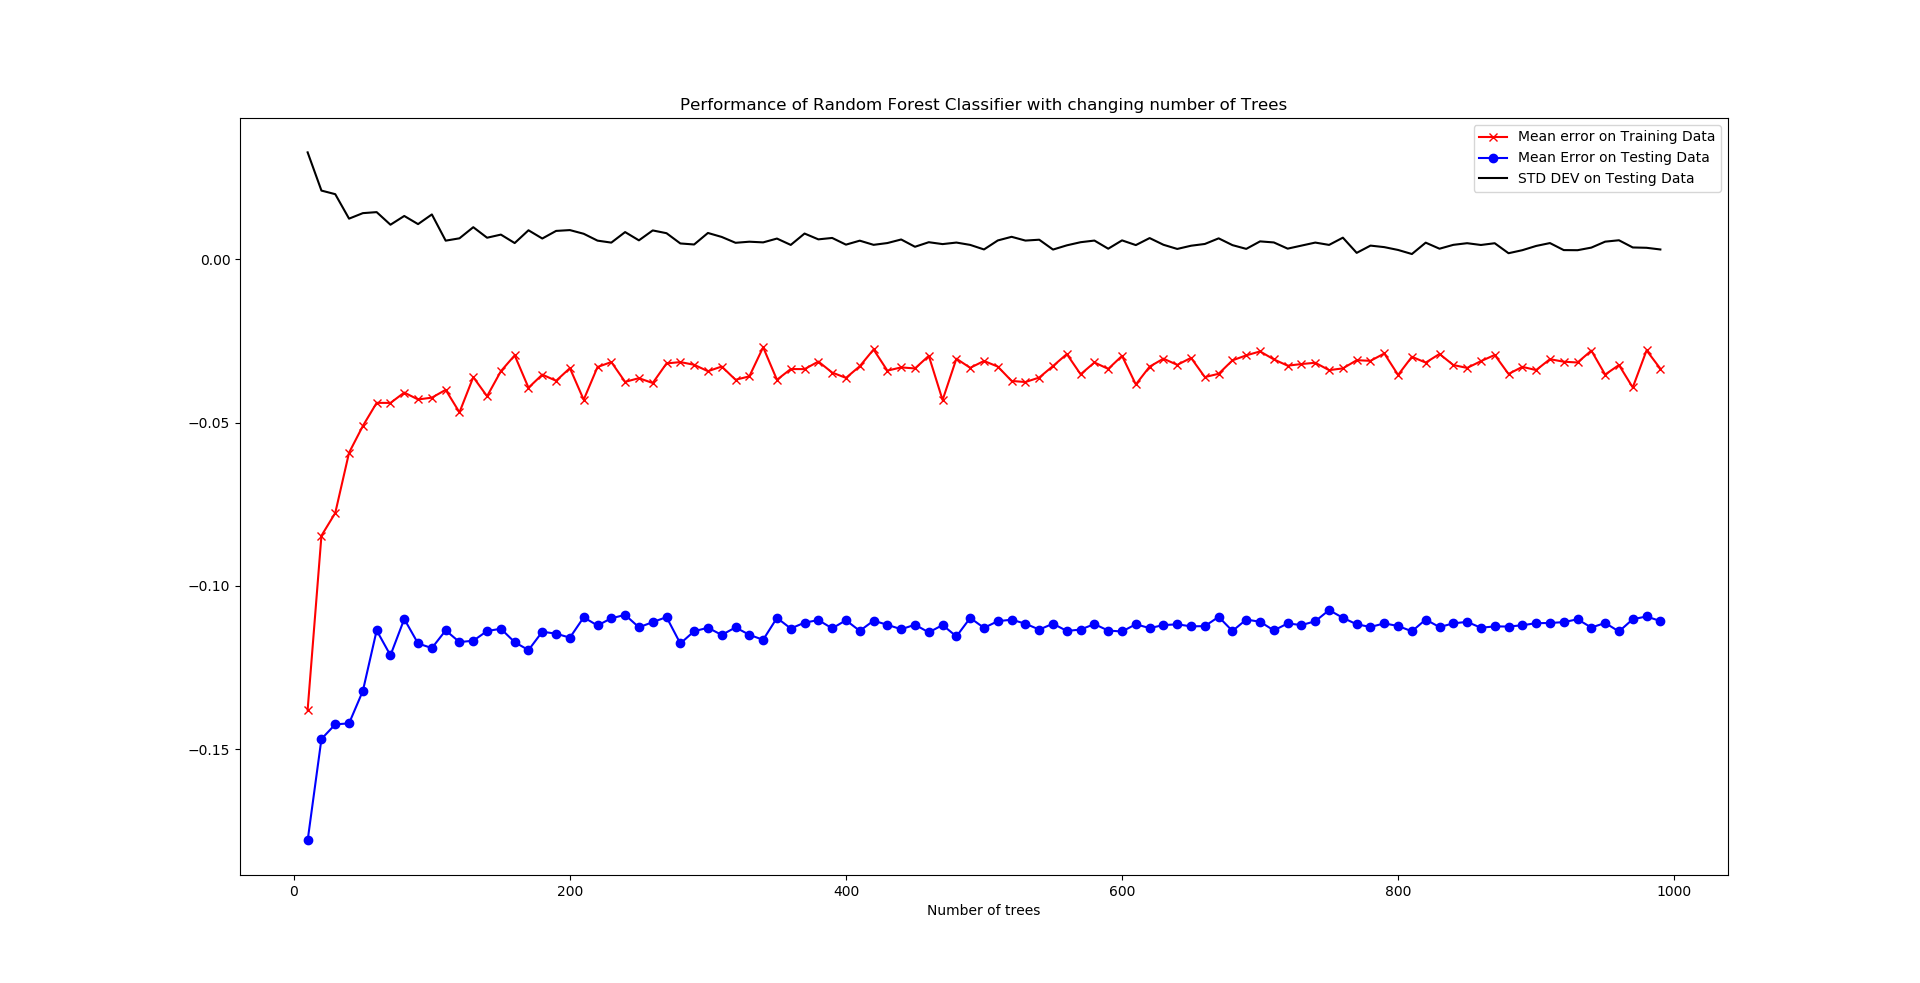 Performance of Random Forest Classifier with changing number of Trees
Mean error on Training Data
Mean Error on Testing Data
STD DEV on Testing Data
0.00
−0.05
−0.10
−0.15
0 200 400 600 800 1000
Number of trees